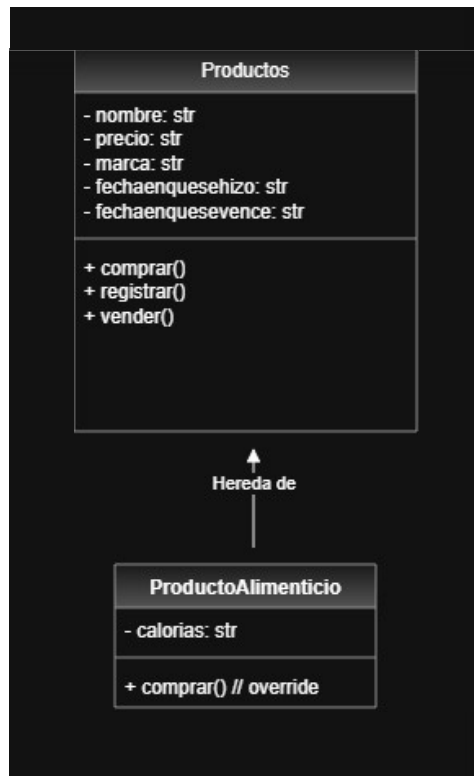 Productos
- nombre: str
- precio: str
- marca: str
- fechaenquesehizo: str
- fechaenquesevence: str
+ comprar()
+ registrar()
+ vender()
Hereda de
ProductoAlimenticio
- calorias: str
+ comprar() // override